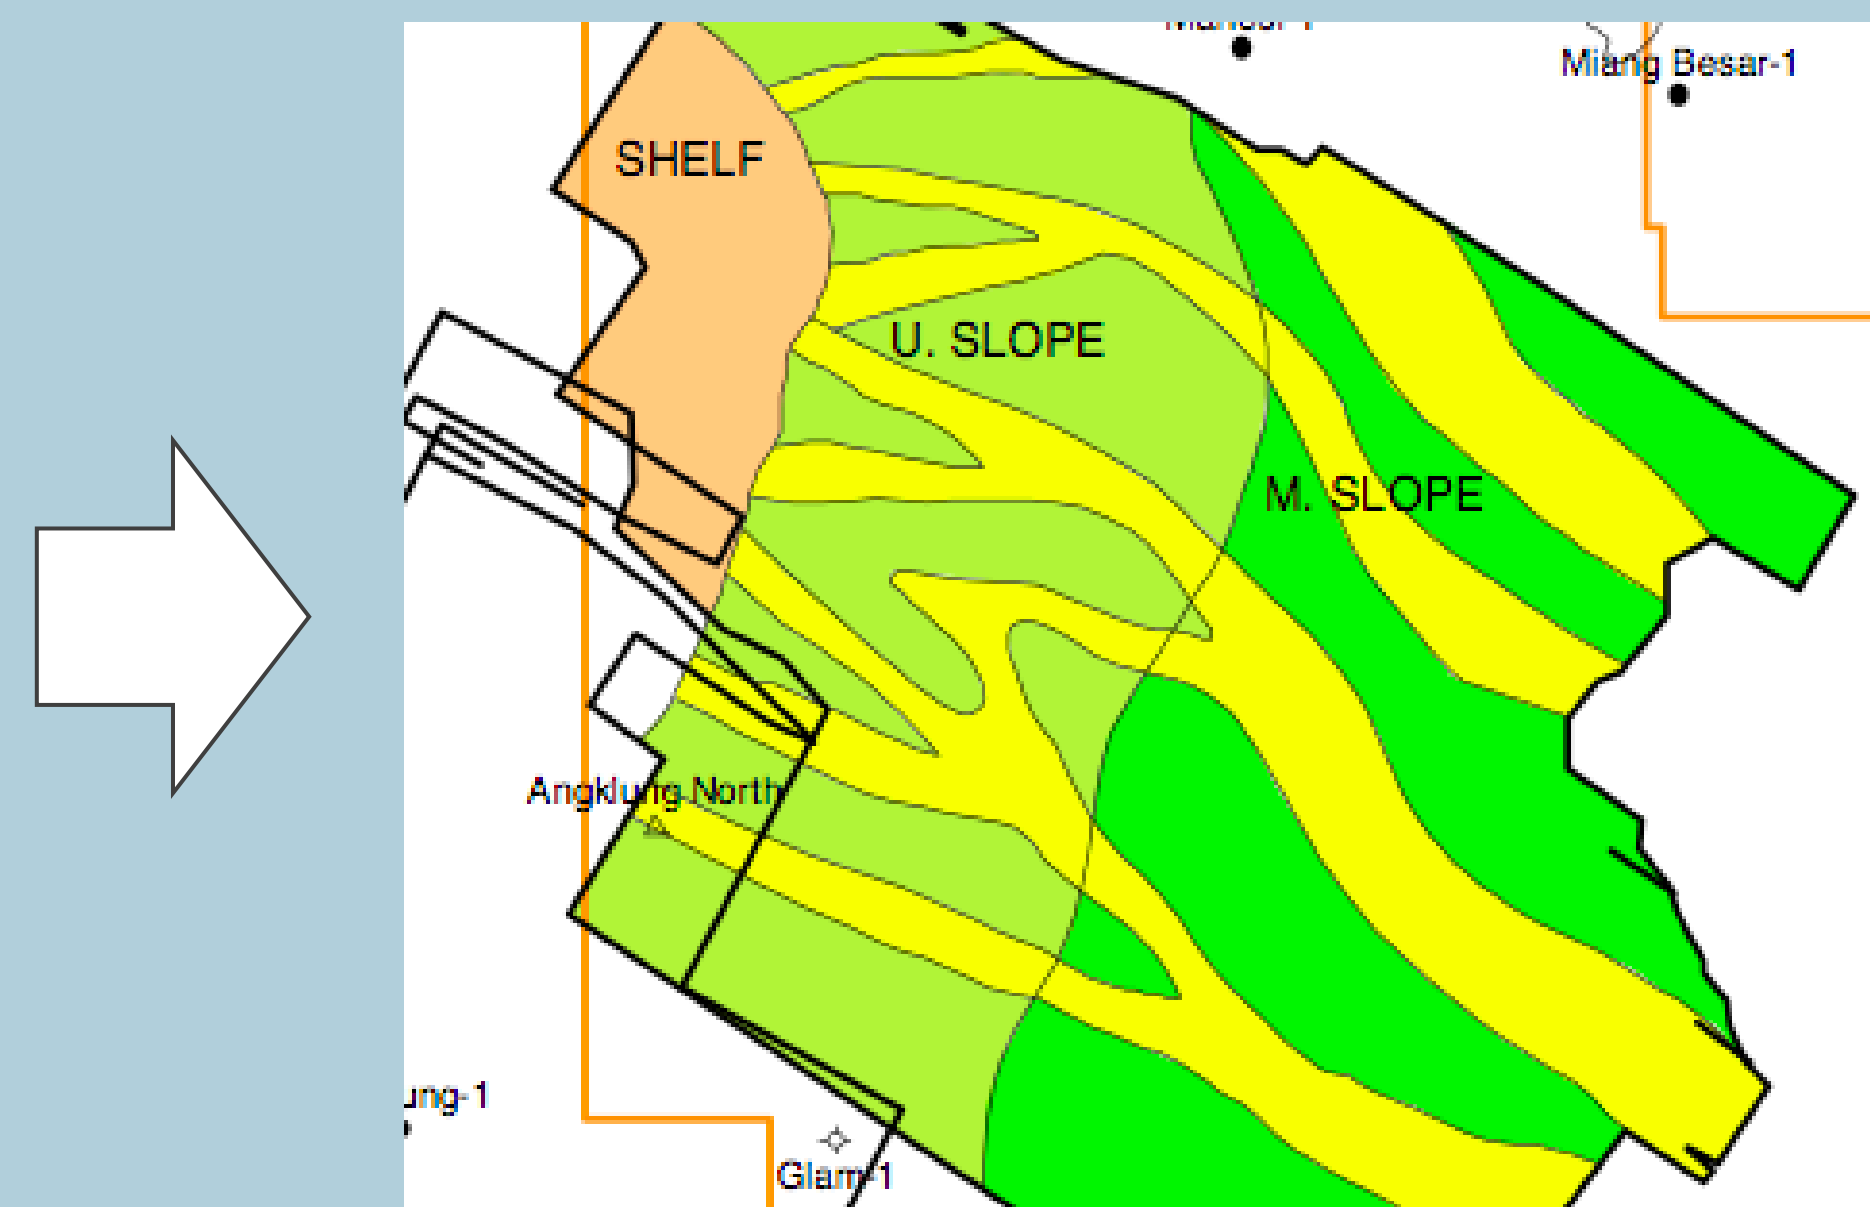 Miang Besar-1
SHELF
U. SLOPE
M. SLOPE
Angklung North
ung-1
Glam-1